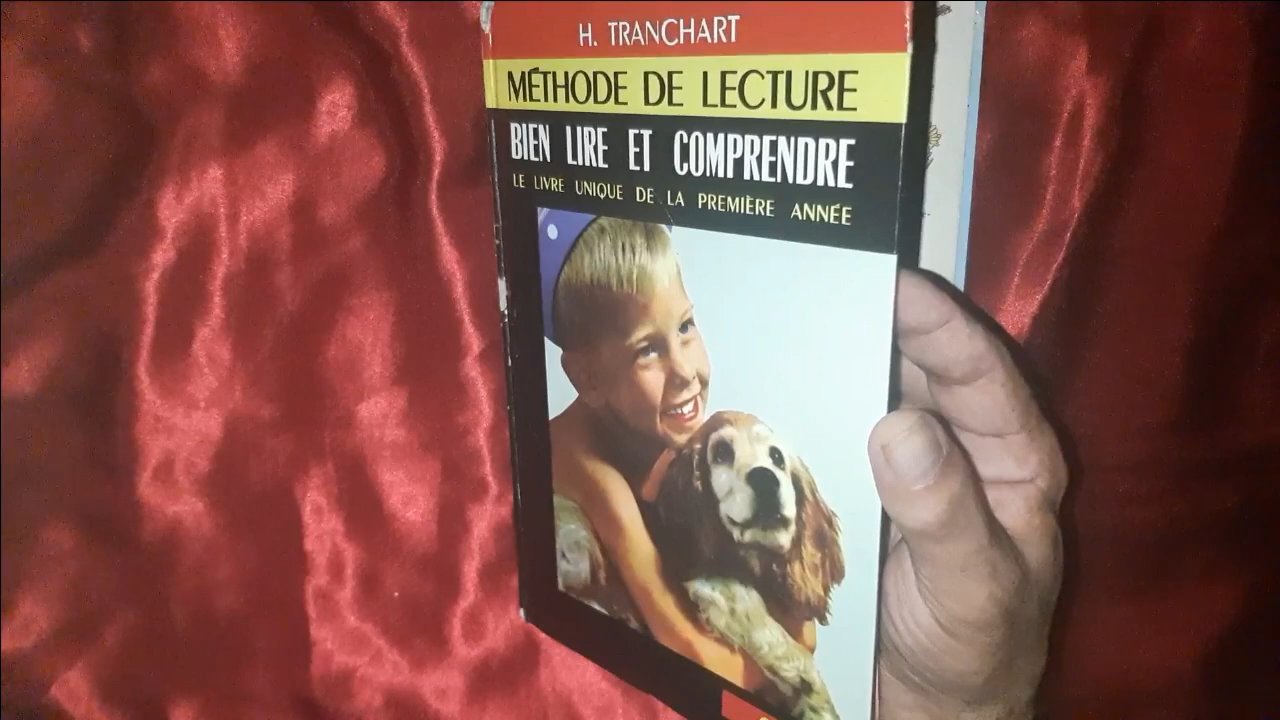 H. TRANCHART
MÉTHODE DE LECTURE
BIEN LIRE ET COMPRENDRE
LE LIVRE UNIQUE DE LA PREMIÈRE ANNÉE